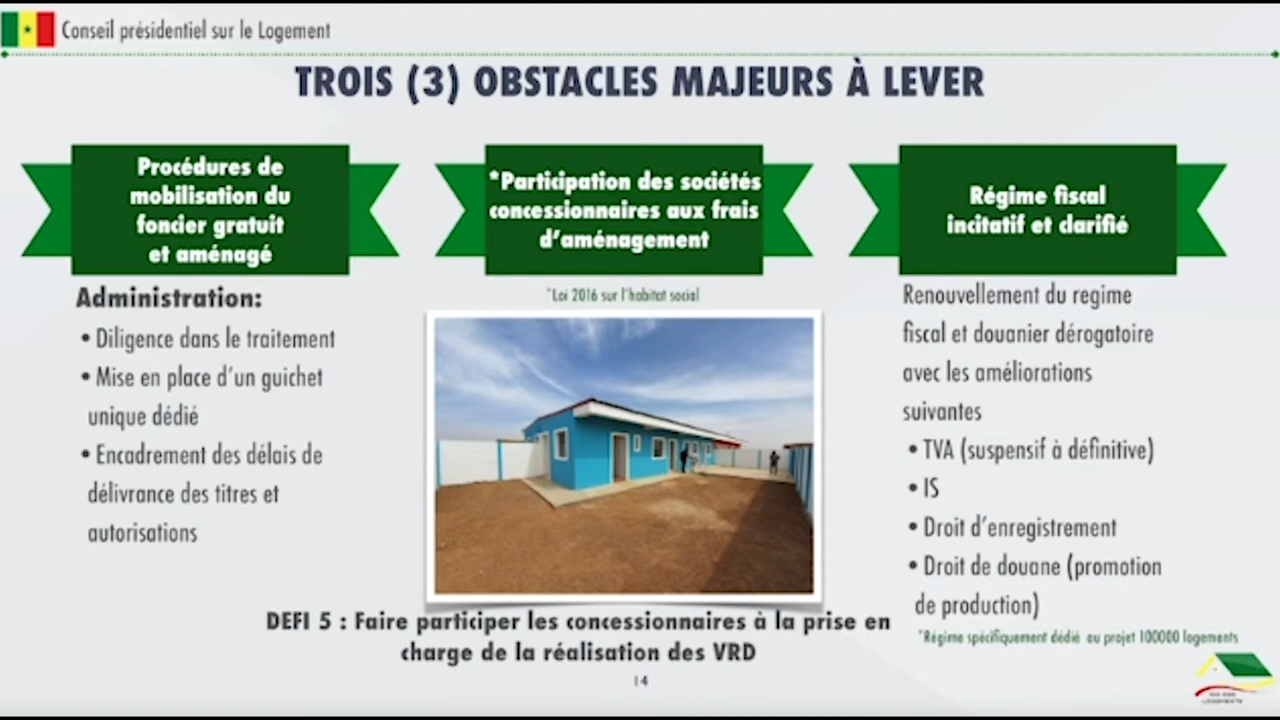 Conseil présidentiel sur le Logement
TROIS (3) OBSTACLES MAJEURS À LEVER
Procédures de
mobilisation du
foncier gratuit
et aménagé
Administration:
• Diligence dans le traitement
• Mise en place d'un guichet
unique dédié
• Encadrement des délais de
délivrance des titres et
autorisations
*Participation des sociétés
concessionnaires aux frais
d'aménagement
*Loi 2016 sur l'habitat social
DEFI 5 : Faire participer les concessionnaires à la prise en
charge de la réalisation des VRD
Régime fiscal
incitatif et clarifié
Renouvellement du regime
fiscal et douanier dérogatoire
avec les améliorations
suivantes
• TVA (suspensif à définitive)
• IS
• Droit d'enregistrement
• Droit de douane (promotion
de production)
*Régime spécifiquement dédié au projet 100000 logements
14
LOGEMENTS